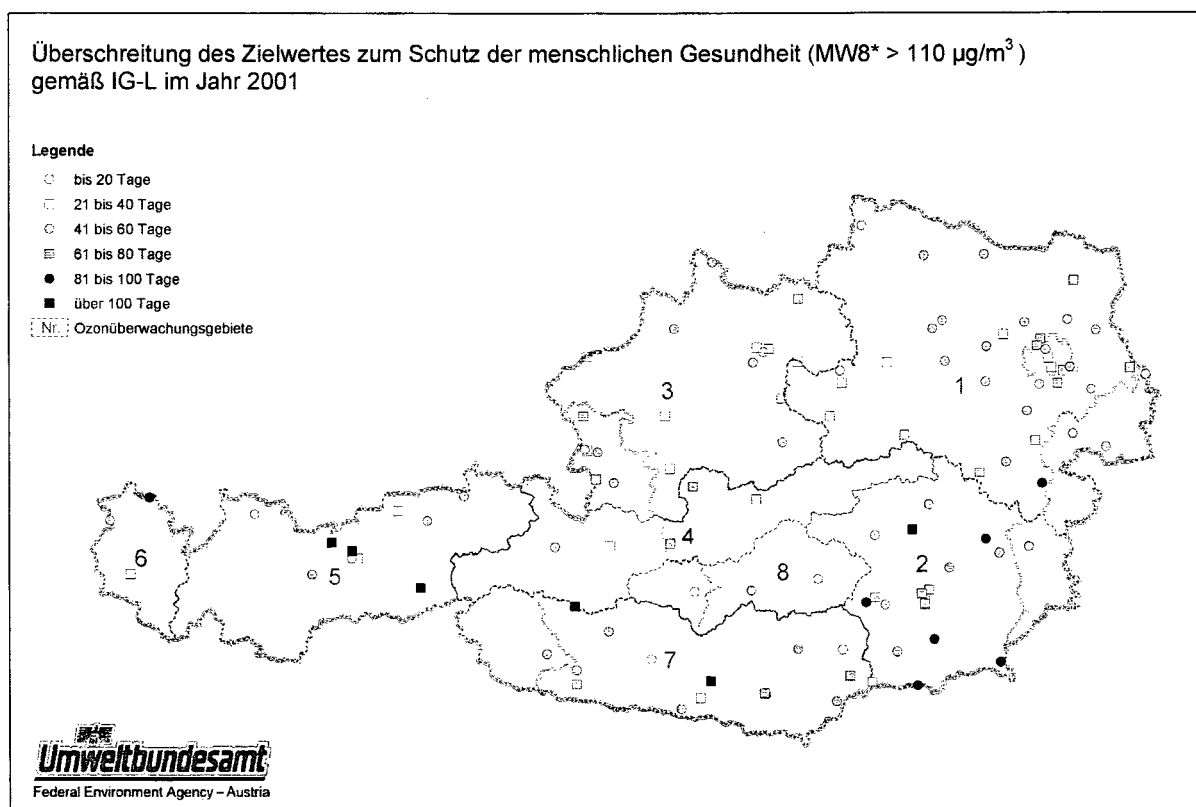 Überschreitung des Zielwertes zum Schutz der menschlichen Gesundheit (MW8* > 110 µg/m³ )
gemäß IG-L im Jahr 2001
Legende
bis 20 Tage
21 bis 40 Tage
41 bis 60 Tage
61 bis 80 Tage
81 bis 100 Tage
über 100 Tage
Nr. Ozonüberwachungsgebiete
3
1
4
2
6
5
8
7
Umweltbundesamt
Federal Environment Agency – Austria